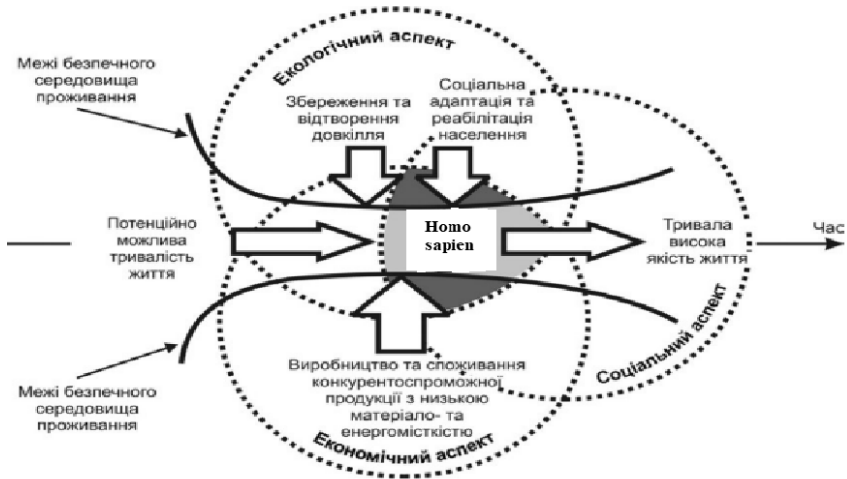 Екологічний аспект
Межі безпечного
середовища
проживання
Збереження та
відтворення
довкілля
Соціальна
адаптація та
реабілітація
населення
Потенційно
можлива
тривалість
життя
Homo
sapien
Тривала
висока
якість життя
Час
Межі безпечного
середовища
проживання
Виробництво та споживання
конкурентоспроможної
продукції з низькою
матеріало- та
енергомісткістю
Економічний аспект
Соціальний аспект